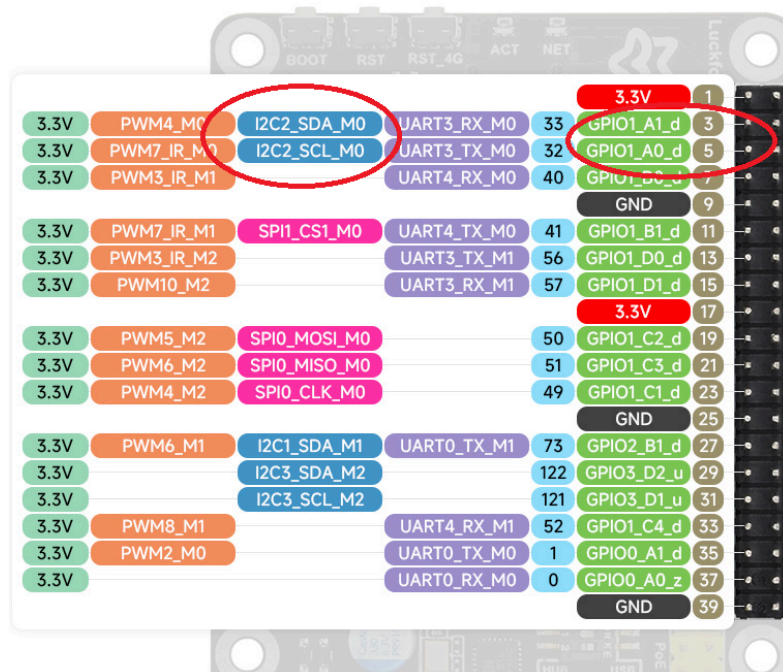 BOOT RST RST_4G ACT NET
Luckfo
3.3V 1
3.3V PWM4_M0 I2C2_SDA_M0 UART3_RX_M0 33 GPIO1_A1_d 3
3.3V PWM7_IR_M0 I2C2_SCL_M0 UART3_TX_M0 32 GPIO1_A0_d 5
3.3V PWM3_IR_M1 UART4_RX_M0 40 GPIO1_B0_d 7
GND 9
3.3V PWM7_IR_M1 SPI1_CS1_M0 UART4_TX_M0 41 GPIO1_B1_d 11
3.3V PWM3_IR_M2 UART3_TX_M1 56 GPIO1_D0_d 13
3.3V PWM10_M2 UART3_RX_M1 57 GPIO1_D1_d 15
3.3V 17
3.3V PWM5_M2 SPI0_MOSI_M0 50 GPIO1_C2_d 19
3.3V PWM6_M2 SPI0_MISO_M0 51 GPIO1_C3_d 21
3.3V PWM4_M2 SPI0_CLK_M0 49 GPIO1_C1_d 23
GND 25
3.3V PWM6_M1 I2C1_SDA_M1 UART0_TX_M1 73 GPIO2_B1_d 27
3.3V I2C3_SDA_M2 122 GPIO3_D2_u 29
3.3V I2C3_SCL_M2 121 GPIO3_D1_u 31
3.3V PWM8_M1 UART4_RX_M1 52 GPIO1_C4_d 33
3.3V PWM2_M0 UART0_TX_M0 1 GPIO0_A1_d 35
3.3V UART0_RX_M0 0 GPIO0_A0_z 37
GND 39